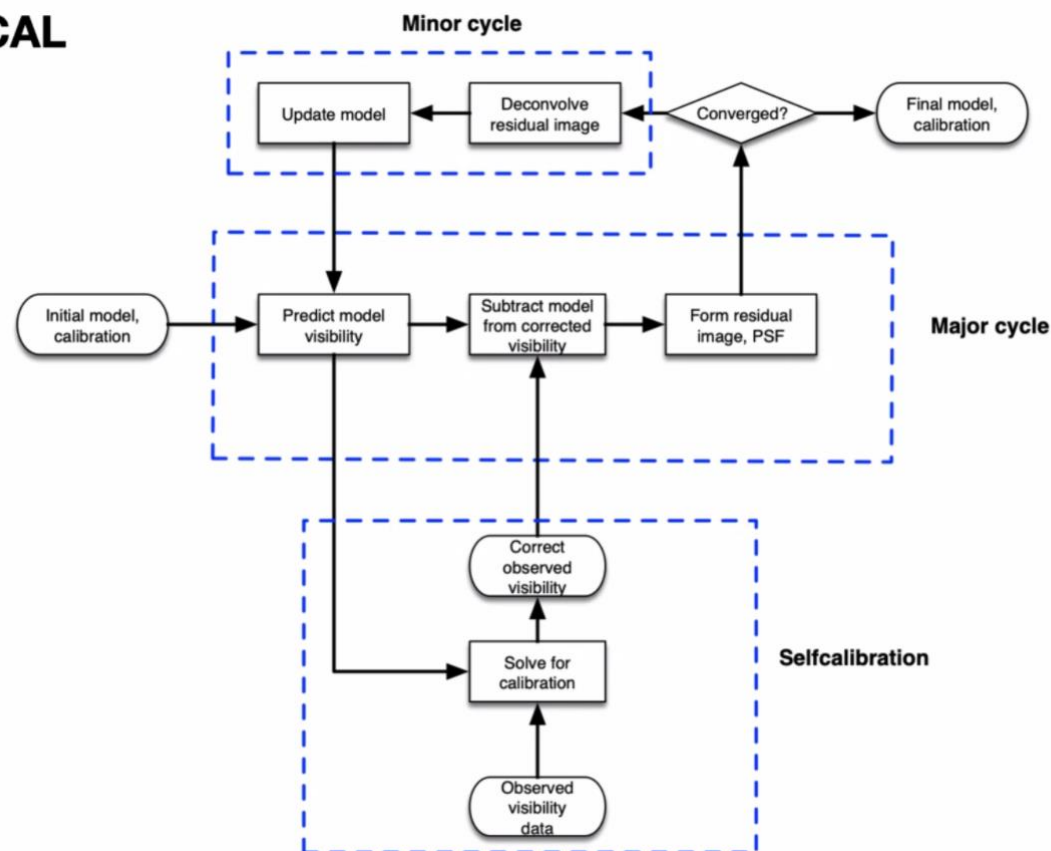 CAL
Minor cycle
Update model
Deconvolve
residual image
Converged?
Final model,
calibration
Initial model,
calibration
Predict model
visibility
Subtract model
from corrected
visibility
Form residual
image, PSF
Major cycle
Correct
observed
visibility
Solve for
calibration
Selfcalibration
Observed
visibility
data